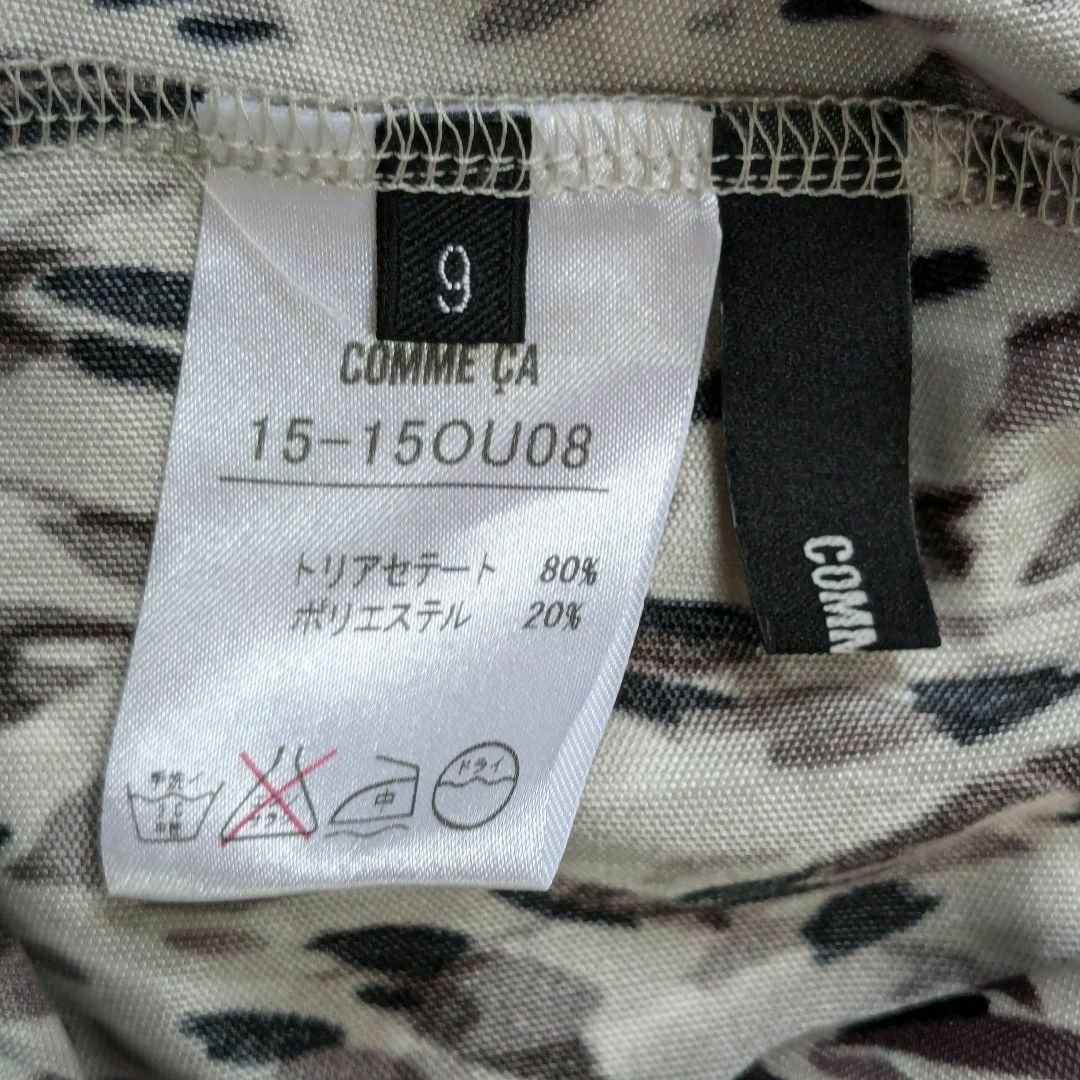 9
COMME ÇA
15-15OU08
トリアセテート 80%
ポリエステル 20%
中
ドライ
COMM